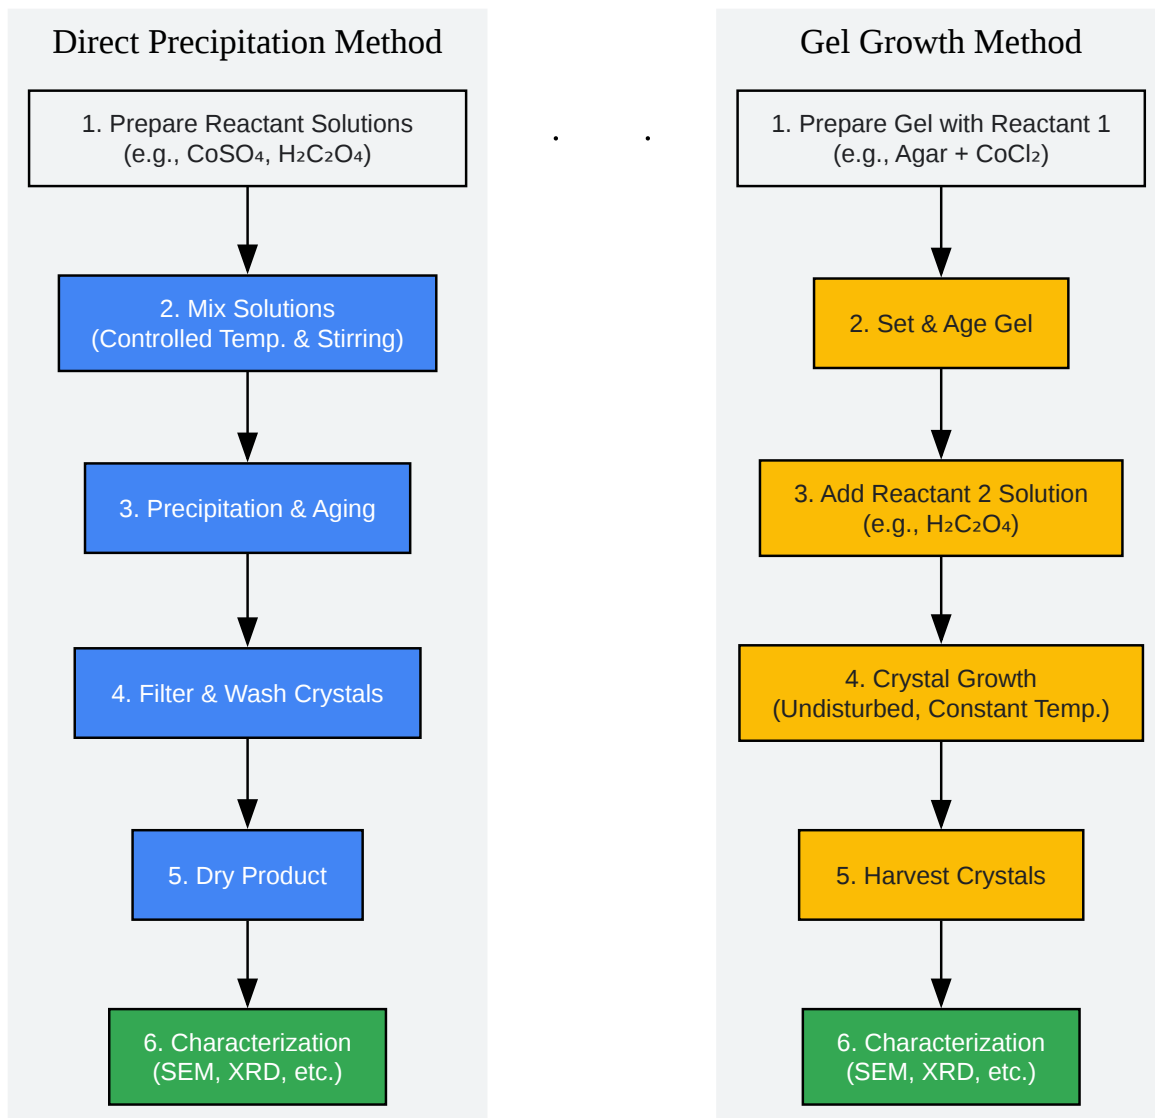 Direct Precipitation Method
1. Prepare Reactant Solutions
(e.g., CoSO₄, H₂C₂O₄)
2. Mix Solutions
(Controlled Temp. & Stirring)
3. Precipitation & Aging
4. Filter & Wash Crystals
5. Dry Product
6. Characterization
(SEM, XRD, etc.)
. .
Gel Growth Method
1. Prepare Gel with Reactant 1
(e.g., Agar + CoCl₂)
2. Set & Age Gel
3. Add Reactant 2 Solution
(e.g., H₂C₂O₄)
4. Crystal Growth
(Undisturbed, Constant Temp.)
5. Harvest Crystals
6. Characterization
(SEM, XRD, etc.)